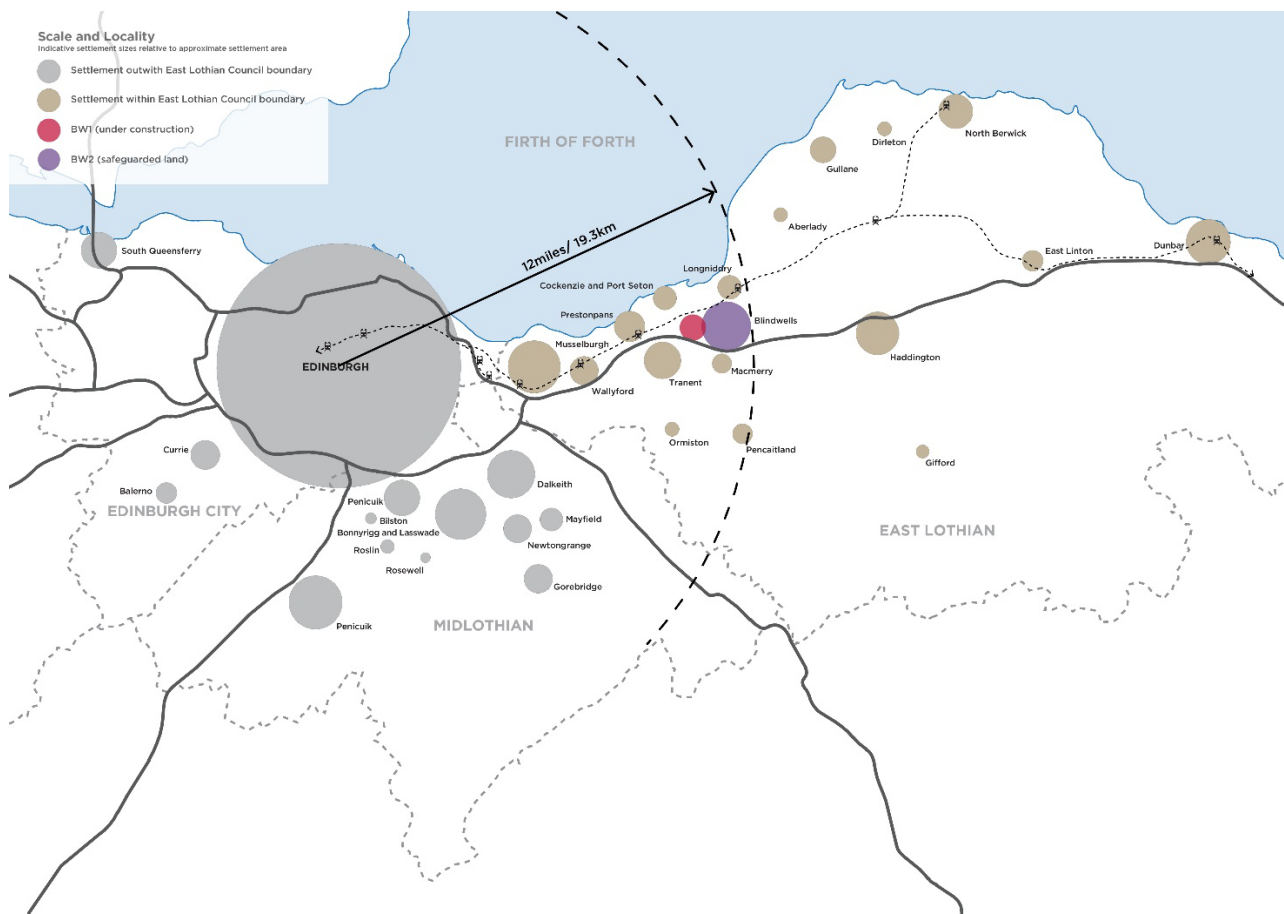 Scale and Locality
Indicative settlement sizes relative to approximate settlement area
Settlement outwith East Lothian Council boundary
Settlement within East Lothian Council boundary
BW1 (under construction)
BW2 (safeguarded land)
FIRTH OF FORTH
North Berwick
Dirleton
Gullane
Aberlady
12miles/ 19.3km
South Queensferry
East Linton
Dunbar
Longniddry
Cockenzie and Port Seton
Prestonpans
Blindwells
Haddington
Musselburgh
EDINBURGH
Wallyford
Tranent
Macmerry
Ormiston
Pencaitland
Gifford
Currie
Balerno
EDINBURGH CITY
Dalkeith
Penicuik
Bilston
Bonnyrigg and Lasswade
Mayfield
Newtongrange
Roslin
Rosewell
Gorebridge
EAST LOTHIAN
Penicuik
MIDLOTHIAN